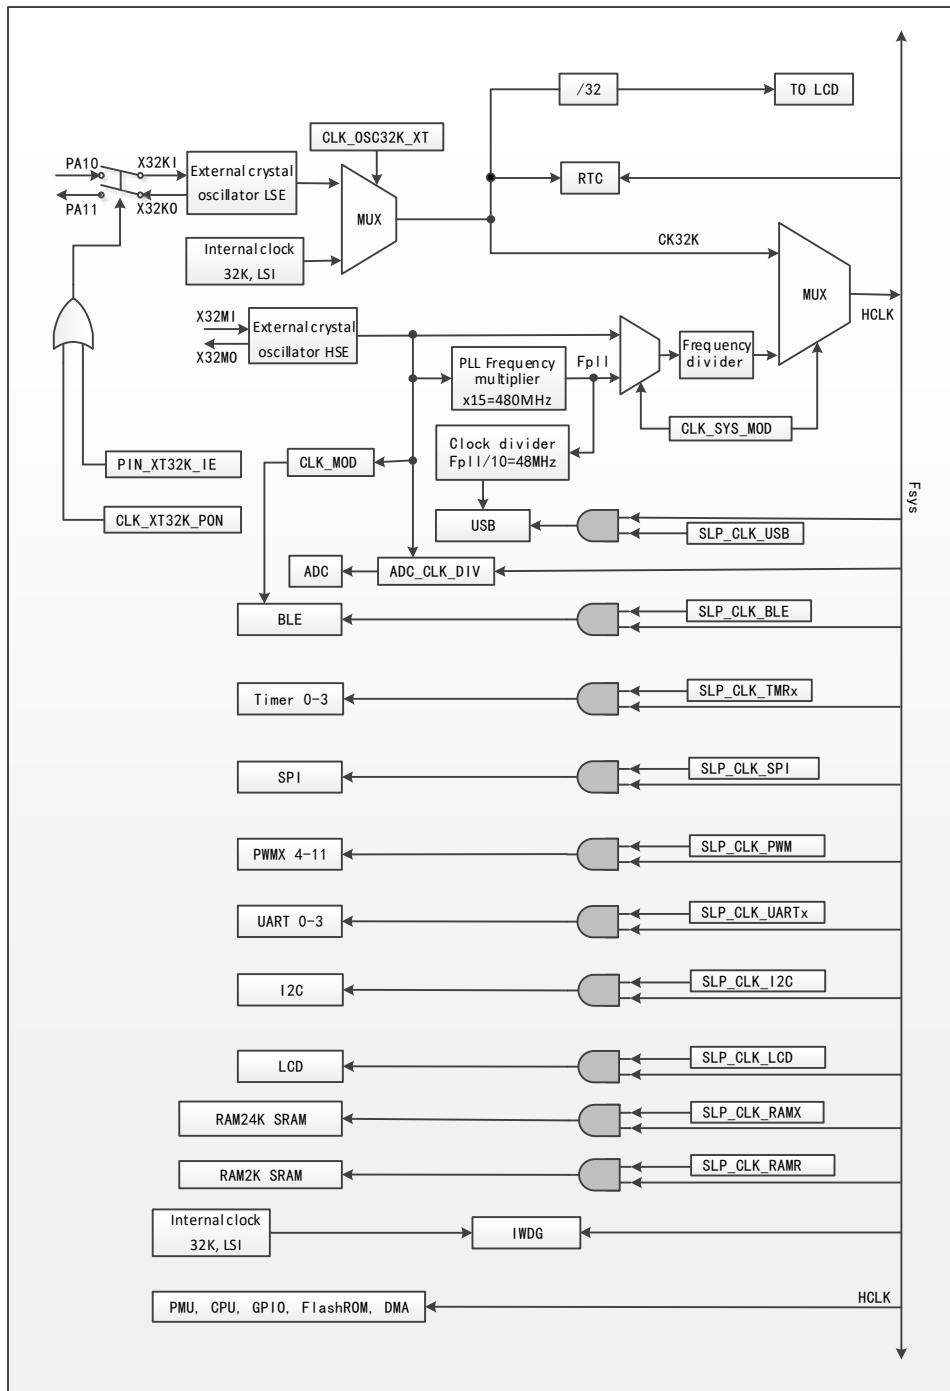 /32
TO LCD
CLK_OSC32K_XT
PA10
X32KI
External crystal
oscillator LSE
RTC
PA11
X32KO
MUX
Internal clock
32K, LSI
CK32K
MUX
HCLK
X32MI
X32MO
External crystal
oscillator HSE
PLL Frequency
multiplier
x15=480MHz
Fpll
Frequency
divider
CLK_SYS_MOD
Clock divider
Fpll/10=48MHz
PIN_XT32K_IE
CLK_MOD
Fsys
CLK_XT32K_PON
USB
SLP_CLK_USB
ADC
ADC_CLK_DIV
BLE
SLP_CLK_BLE
Timer 0-3
SLP_CLK_TMRx
SPI
SLP_CLK_SPI
PWMX 4-11
SLP_CLK_PWM
UART 0-3
SLP_CLK_UARTx
I2C
SLP_CLK_I2C
LCD
SLP_CLK_LCD
RAM24K SRAM
SLP_CLK_RAMX
RAM2K SRAM
SLP_CLK_RAMR
Internal clock
32K, LSI
IWDG
PMU, CPU, GPIO, FlashROM, DMA
HCLK